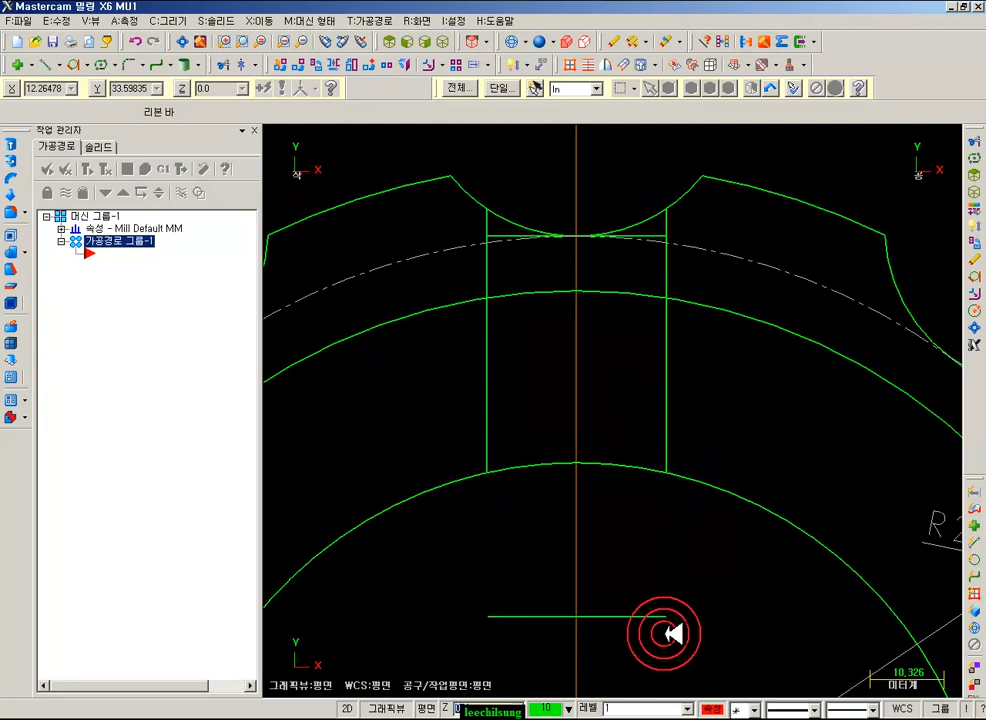 Mastercam 밀링 X6 MU1
F:파일 E:수정 V:뷰 A:측정 C:그리기 S:솔리드 X:이동 M:머신 형태 T:가공경로 R:화면 I:설정 H:도움말
X 12.26478 Y 33.59835 Z 0.0 전체... 단일... In
리본 바
작업 관리자
가공경로 솔리드
G1
머신 그룹-1
속성 - Mill Default MM
가공경로 그룹-1
Y
X
작
Y
X
공
R 2
Y
X
10,326
미터계
그래픽뷰:평면 WCS:평면 공구/작업평면:평면
2D 그래픽뷰 평면 Z 10 레벨 1 속성 WCS 그룹
leechilsung